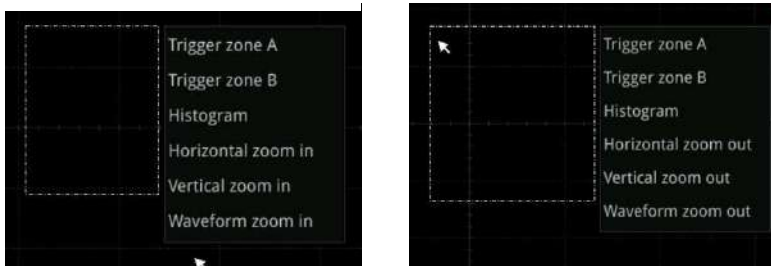 Trigger zone A
Trigger zone B
Histogram
Horizontal zoom in
Vertical zoom in
Waveform zoom in
Trigger zone A
Trigger zone B
Histogram
Horizontal zoom out
Vertical zoom out
Waveform zoom out